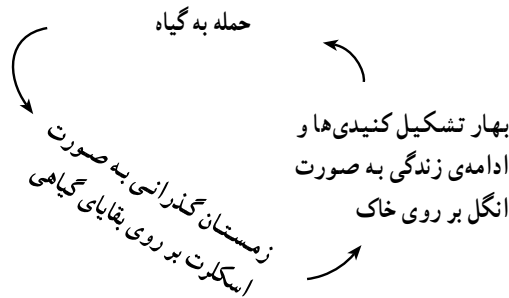 حمله به گیاه
بهار تشکیل کنیدی‌ها و
ادامه‌ی زندگی به صورت
انگل بر روی خاک
زمستان گذرانی به صورت
اسکلرت بر روی بقایای گیاهی